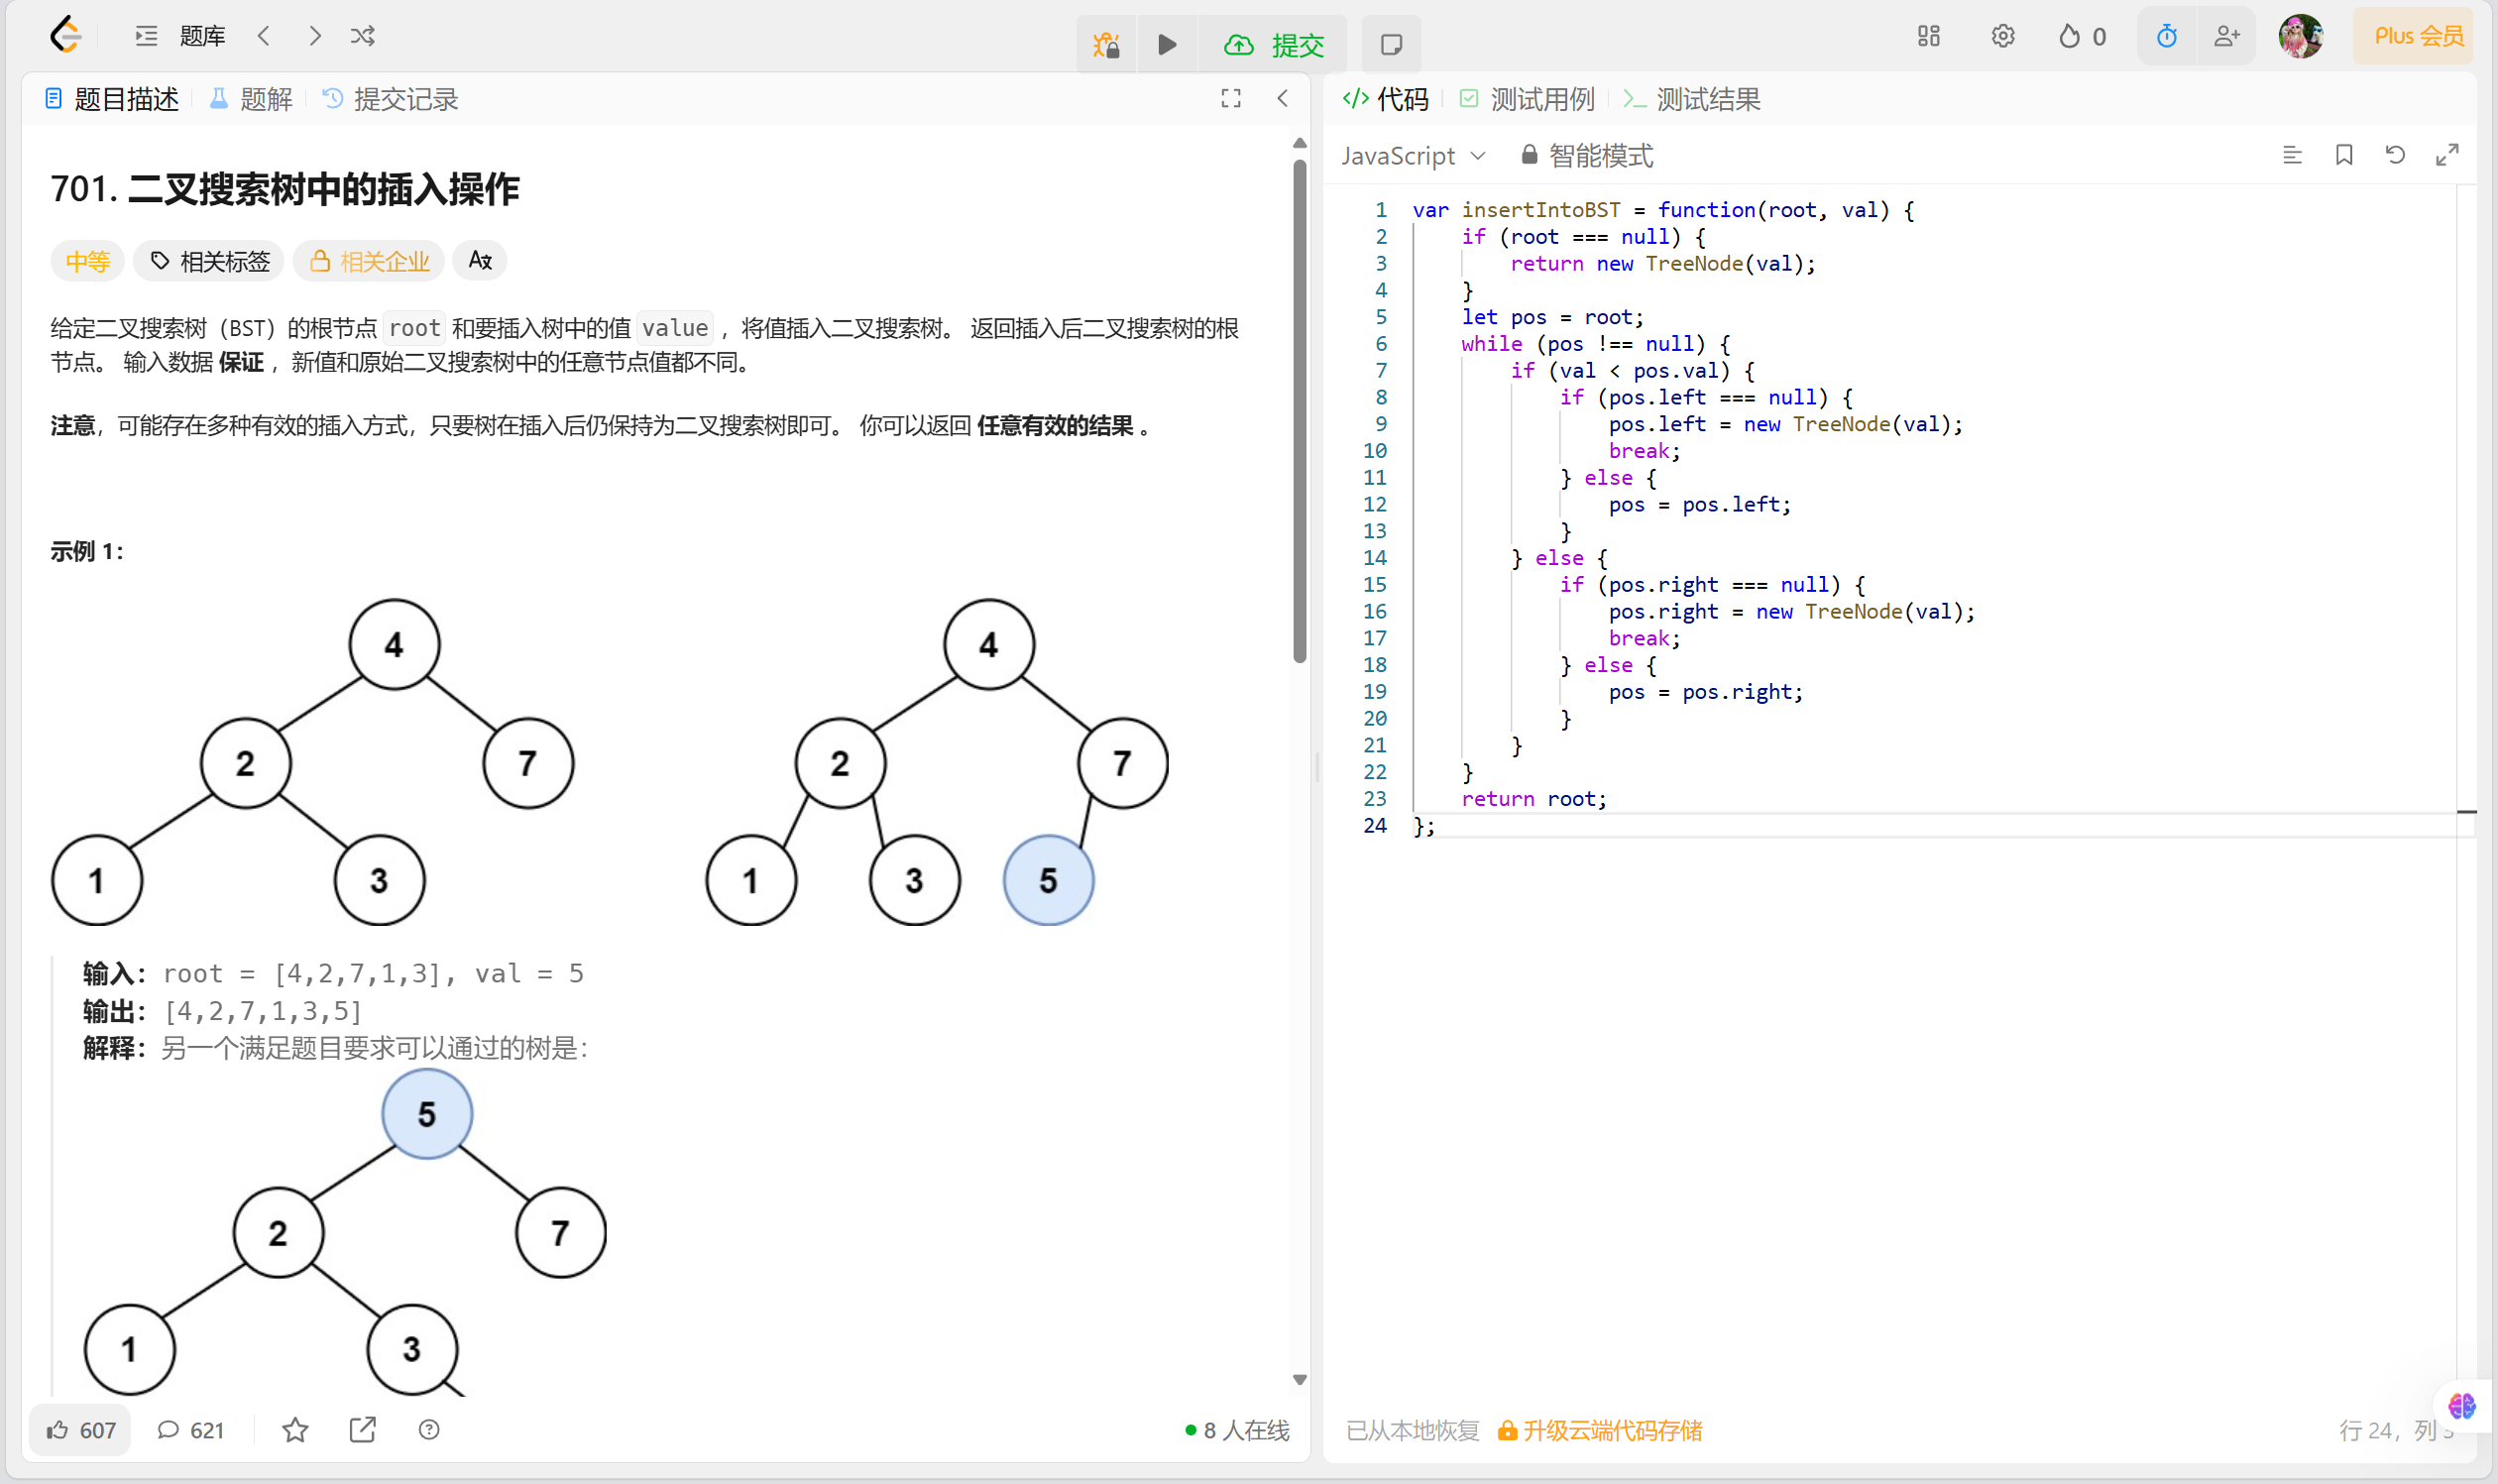 题库
提交
0
Plus 会员
题目描述
题解
提交记录
701. 二叉搜索树中的插入操作
中等
相关标签
相关企业
给定二叉搜索树（BST）的根节点 root 和要插入树中的值 value ，将值插入二叉搜索树。 返回插入后二叉搜索树的根
节点。 输入数据 保证 ，新值和原始二叉搜索树中的任意节点值都不同。
注意，可能存在多种有效的插入方式，只要树在插入后仍保持为二叉搜索树即可。 你可以返回 任意有效的结果 。
示例 1：
4
4
2
7
2
7
1
3
1
3
5
输入：root = [4,2,7,1,3], val = 5
输出：[4,2,7,1,3,5]
解释：另一个满足题目要求可以通过的树是：
5
2
7
1
3
607
621
8 人在线
代码
测试用例
测试结果
JavaScript
智能模式
1 var insertIntoBST = function(root, val) {
2     if (root === null) {
3         return new TreeNode(val);
4     }
5     let pos = root;
6     while (pos !== null) {
7         if (val < pos.val) {
8             if (pos.left === null) {
9                 pos.left = new TreeNode(val);
10                 break;
11             } else {
12                 pos = pos.left;
13             }
14         } else {
15             if (pos.right === null) {
16                 pos.right = new TreeNode(val);
17                 break;
18             } else {
19                 pos = pos.right;
20             }
21         }
22     }
23     return root;
24 };
已从本地恢复
升级云端代码存储
行 24，列 3